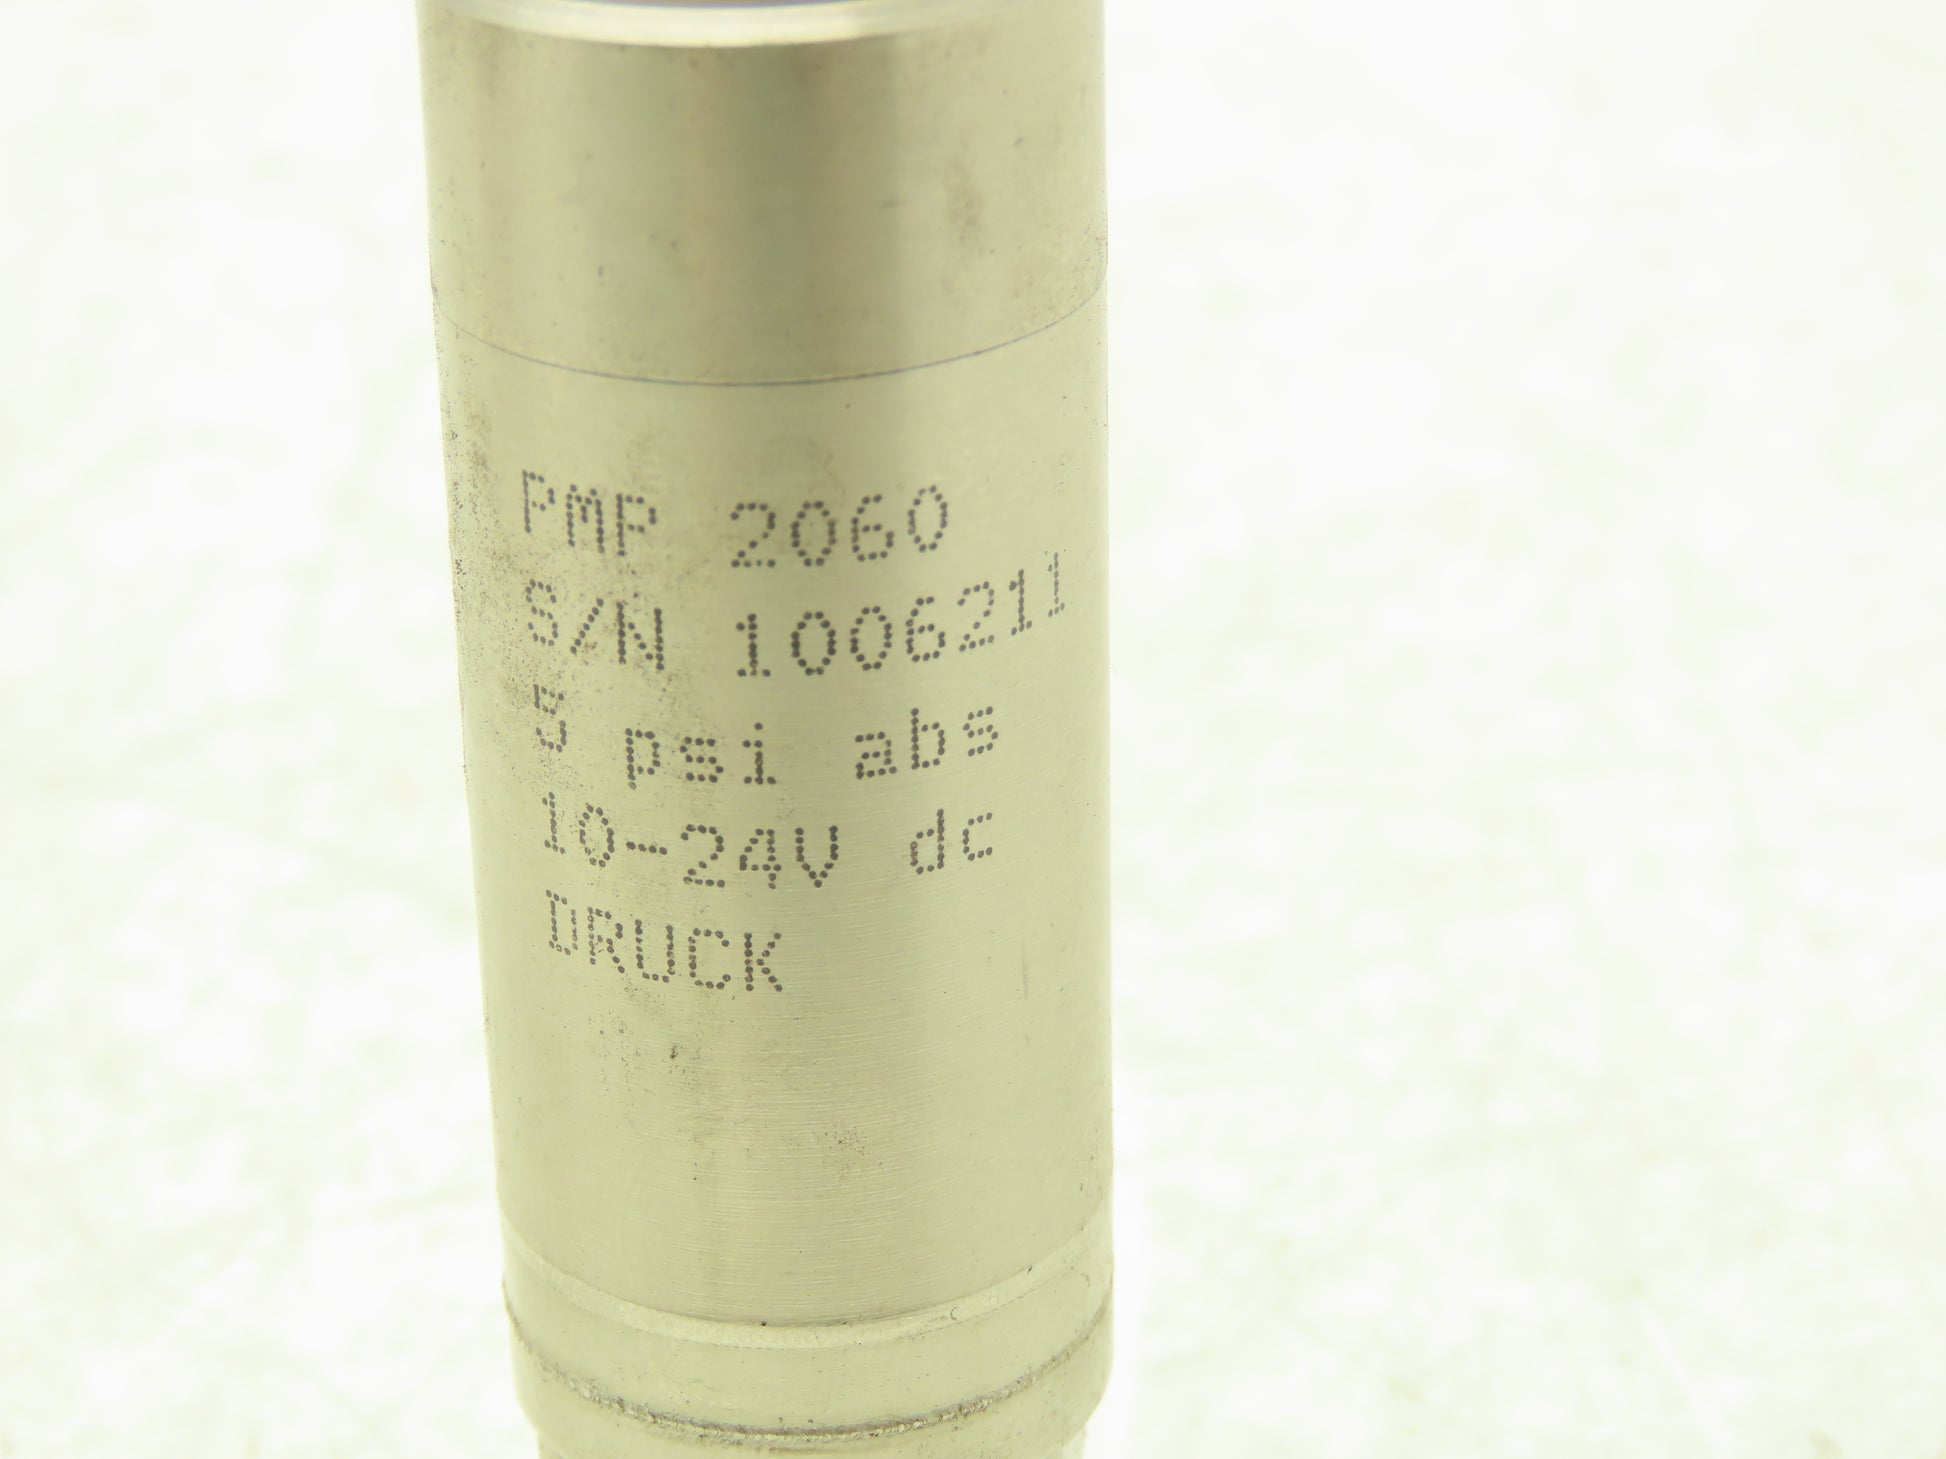 PMP 2060
S/N 1006211
5 psi abs
10-24V dc
DRUCK